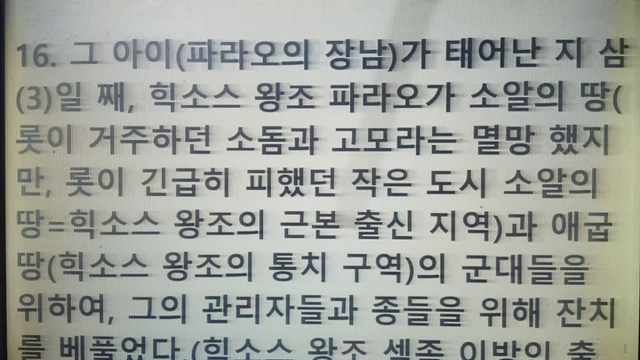 16. 그 아이(파라오의 장남)가 태어난 지 삼
(3)일 째, 힉소스 왕조 파라오가 소알의 땅(
롯이 거주하던 소돔과 고모라는 멸망 했지
만, 롯이 긴급히 피했던 작은 도시 소알의
땅=힉소스 왕조의 근본 출신 지역)과 애굽
땅(힉소스 왕조의 통치 구역)의 군대들을
위하여, 그의 관리자들과 종들을 위해 잔치
를 베풀었다.(힉소스 왕조 셈족 이방인 출